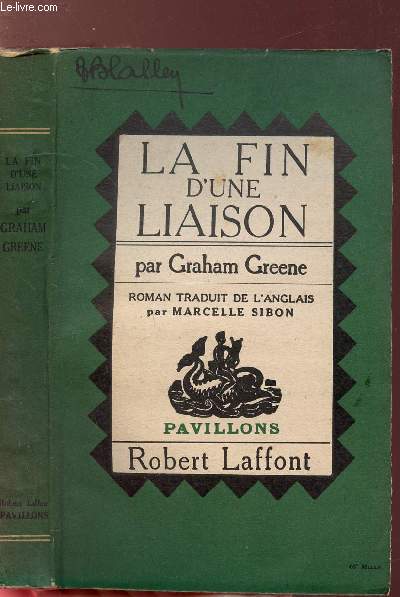 Le-Livre.com
LA FIN
D'UNE
LIAISON
par
GRAHAM
GREENE
Robert Laffont
PAVILLONS
LA FIN
D'UNE
LIAISON
par Graham Greene
ROMAN TRADUIT DE L'ANGLAIS
par MARCELLE SIBON
PAVILLONS
Robert Laffont